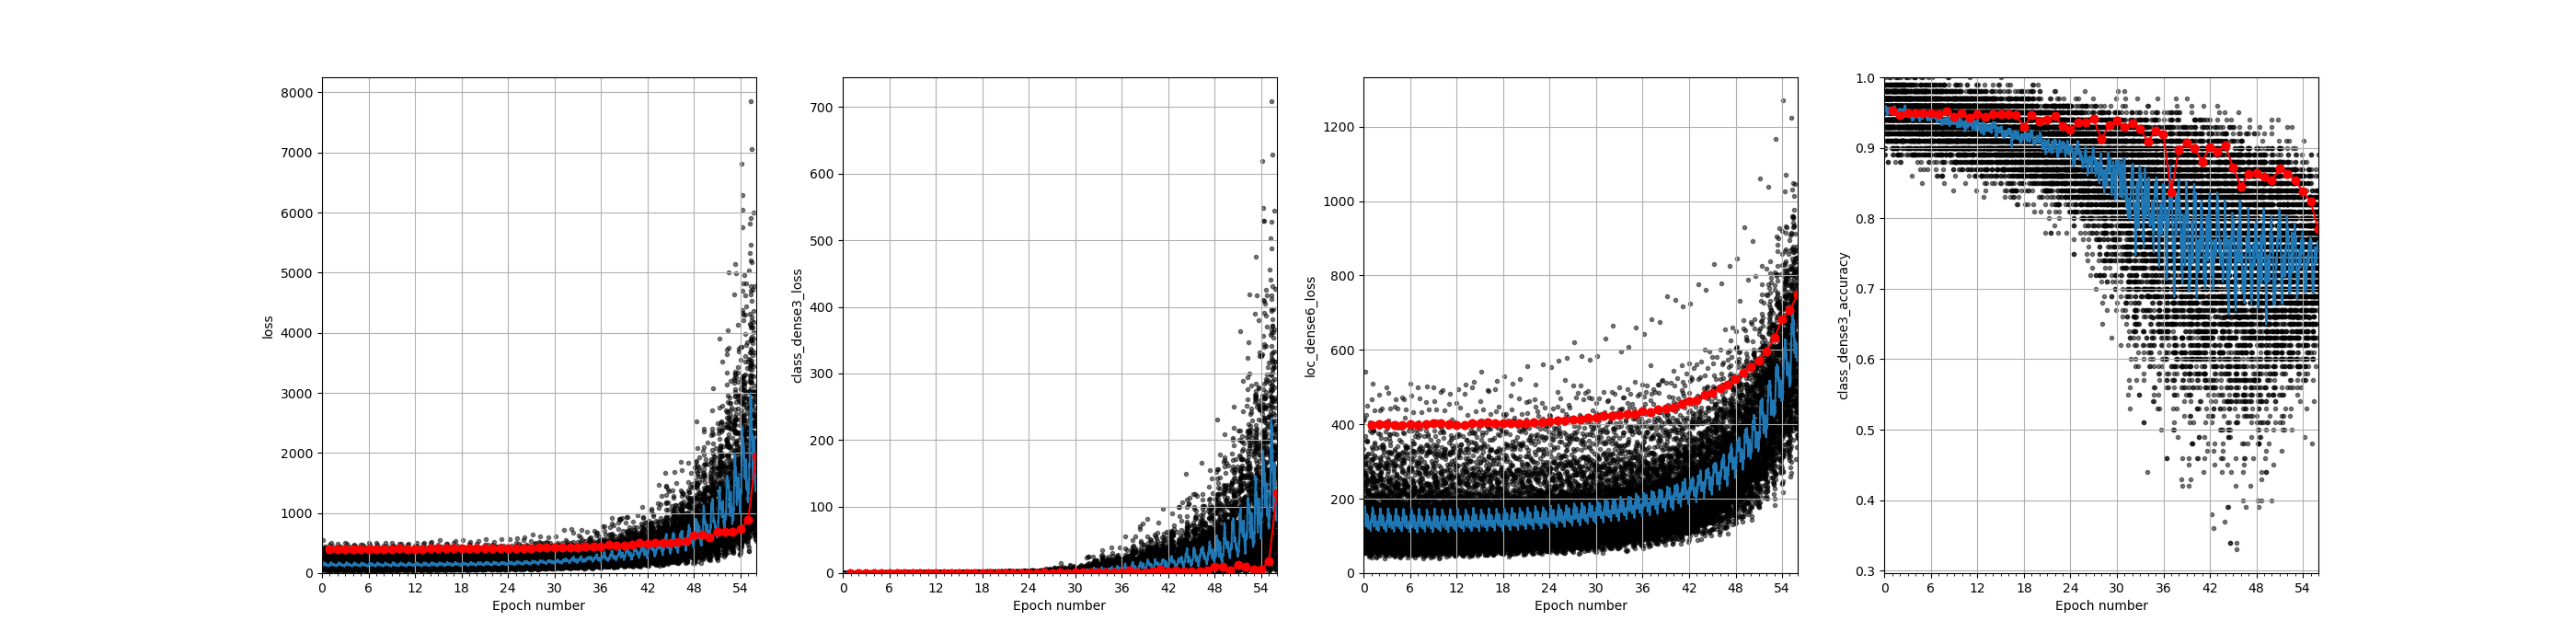 loss
8000
7000
6000
5000
4000
3000
2000
1000
0
0 6 12 18 24 30 36 42 48 54
Epoch number
class_dense3_loss
700
600
500
400
300
200
100
0
0 6 12 18 24 30 36 42 48 54
Epoch number
loc_dense6_loss
1200
1000
800
600
400
200
0
0 6 12 18 24 30 36 42 48 54
Epoch number
class_dense3_accuracy
1.0
0.9
0.8
0.7
0.6
0.5
0.4
0.3
0 6 12 18 24 30 36 42 48 54
Epoch number